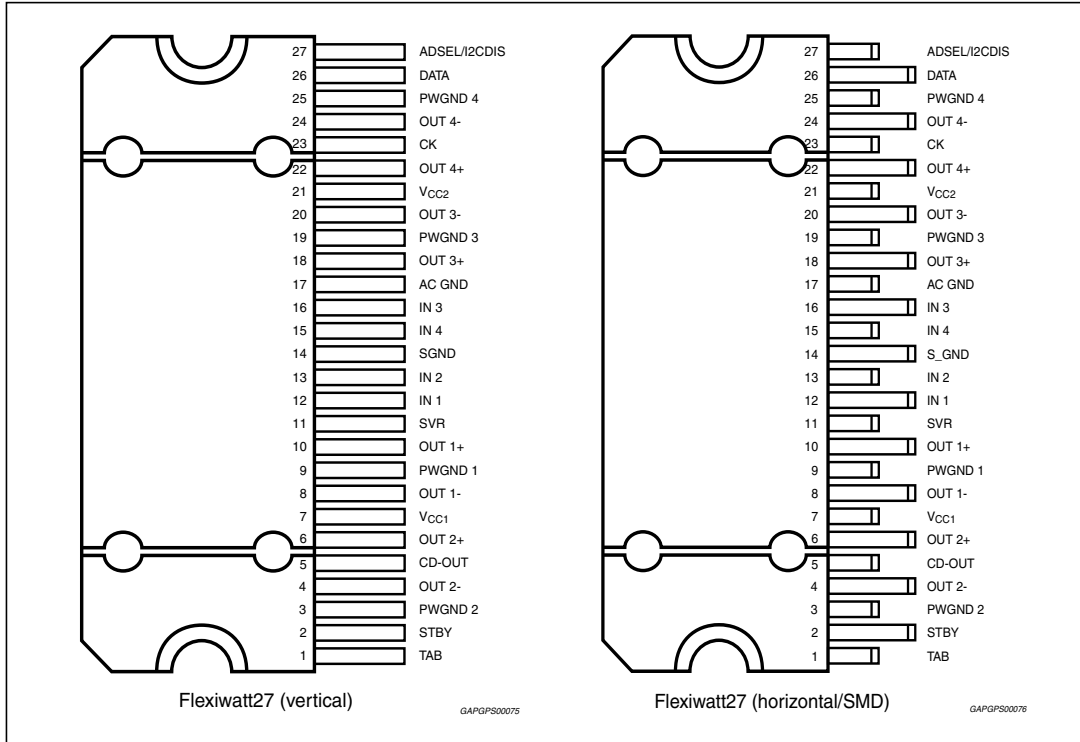 27 ADSEL/I2CDIS
26 DATA
25 PWGND 4
24 OUT 4-
23 CK
22 OUT 4+
21 VCC2
20 OUT 3-
19 PWGND 3
18 OUT 3+
17 AC GND
16 IN 3
15 IN 4
14 SGND
13 IN 2
12 IN 1
11 SVR
10 OUT 1+
9 PWGND 1
8 OUT 1-
7 VCC1
6 OUT 2+
5 CD-OUT
4 OUT 2-
3 PWGND 2
2 STBY
1 TAB
Flexiwatt27 (vertical)
GAPGPS00075
27 ADSEL/I2CDIS
26 DATA
25 PWGND 4
24 OUT 4-
23 CK
22 OUT 4+
21 VCC2
20 OUT 3-
19 PWGND 3
18 OUT 3+
17 AC GND
16 IN 3
15 IN 4
14 S_GND
13 IN 2
12 IN 1
11 SVR
10 OUT 1+
9 PWGND 1
8 OUT 1-
7 VCC1
6 OUT 2+
5 CD-OUT
4 OUT 2-
3 PWGND 2
2 STBY
1 TAB
Flexiwatt27 (horizontal/SMD)
GAPGPS00076